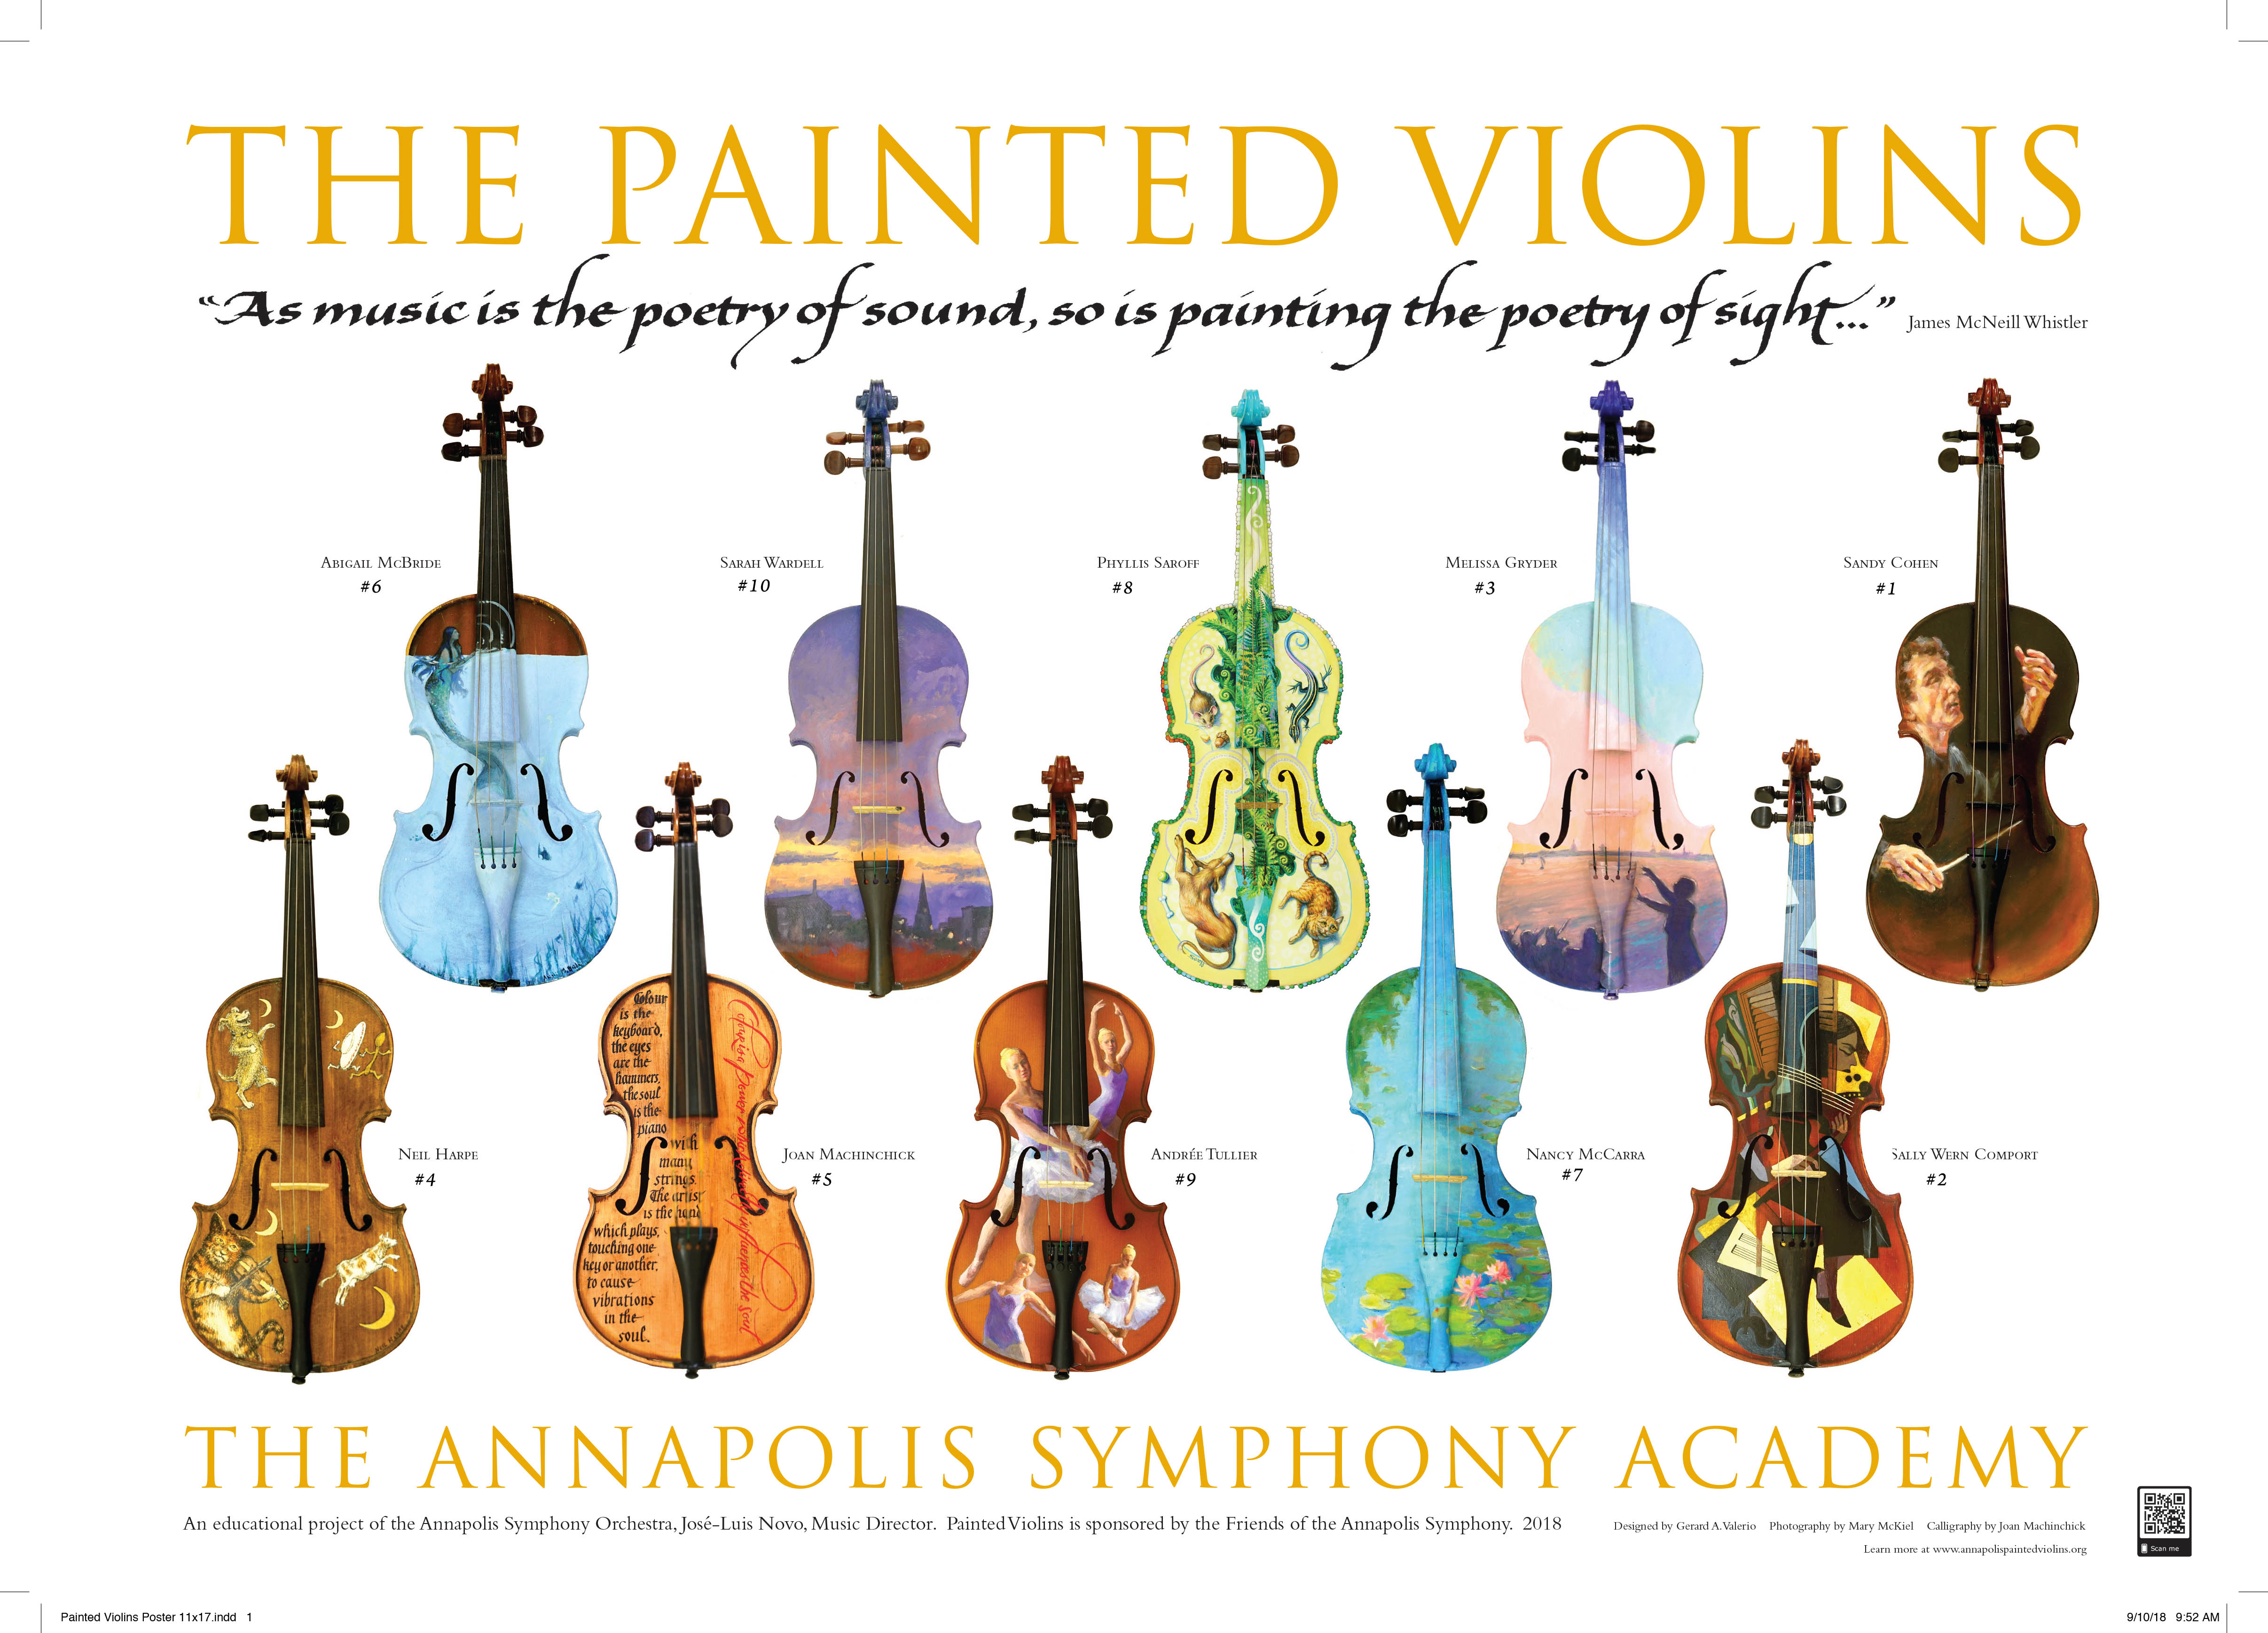 THE PAINTED VIOLINS
“As music is the poetry of sound, so is painting the poetry of sight...” James McNeill Whistler
Abigail McBride
#6
Sarah Wardell
#10
Phyllis Saroff
#8
Melissa Gryder
#3
Sandy Cohen
#1
Colour
is the
keyboard,
the eyes
are the
hammers,
the soul
is the
piano
with
many
strings.
The artist
is the hand
which plays,
touching one
key or another,
to cause
vibrations
in the
soul.
Color is a power which directly influences the soul
Neil Harpe
#4
Joan Machinchick
#5
Andrée Tullier
#9
Nancy McCarra
#7
Sally Wern Comport
#2
THE ANNAPOLIS SYMPHONY ACADEMY
An educational project of the Annapolis Symphony Orchestra, José-Luis Novo, Music Director. Painted Violins is sponsored by the Friends of the Annapolis Symphony. 2018
Designed by Gerard A. Valerio Photography by Mary McKiel Calligraphy by Joan Machinchick
Learn more at www.annapolispaintedviolins.org
Scan me
Painted Violins Poster 11x17.indd 1
9/10/18 9:52 AM